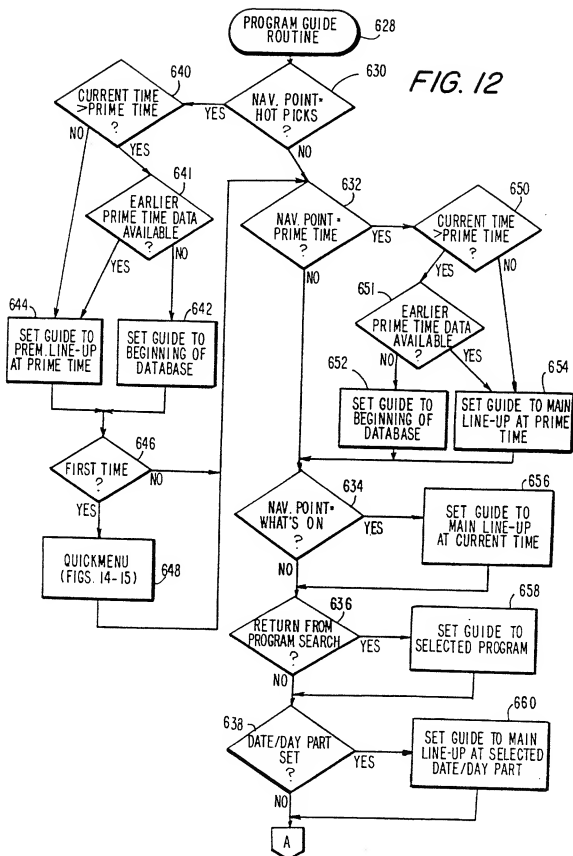 PROGRAM GUIDE
ROUTINE
628
FIG. 12
640
CURRENT TIME
>PRIME TIME
?
YES
NO
YES
630
NAV. POINT=
HOT PICKS
?
NO
641
EARLIER
PRIME TIME DATA
AVAILABLE
?
YES
NO
632
NAV. POINT=
PRIME TIME
?
YES
NO
650
CURRENT TIME
>PRIME TIME
?
YES
NO
644
SET GUIDE TO
PREM. LINE-UP
AT PRIME TIME
642
SET GUIDE TO
BEGINNING OF
DATABASE
651
EARLIER
PRIME TIME DATA
AVAILABLE
?
NO
YES
652
SET GUIDE TO
BEGINNING OF
DATABASE
654
SET GUIDE TO MAIN
LINE-UP AT PRIME
TIME
646
FIRST TIME
?
NO
YES
QUICKMENU
(FIGS. 14-15)
648
634
NAV. POINT=
WHAT'S ON
?
YES
NO
656
SET GUIDE TO
MAIN LINE-UP
AT CURRENT TIME
636
RETURN FROM
PROGRAM SEARCH
?
YES
NO
658
SET GUIDE TO
SELECTED PROGRAM
638
DATE/DAY PART
SET
?
YES
NO
660
SET GUIDE TO MAIN
LINE-UP AT SELECTED
DATE/DAY PART
A